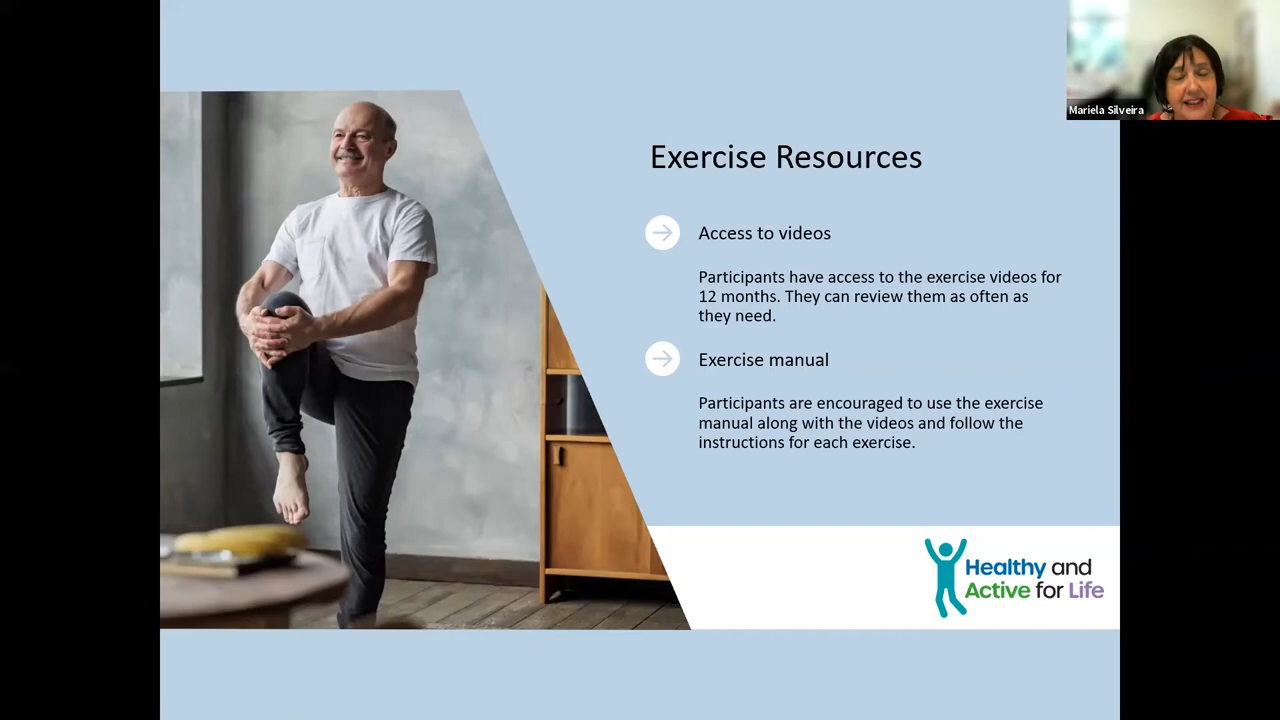 Mariela Silveira
Exercise Resources
Access to videos
Participants have access to the exercise videos for
12 months. They can review them as often as
they need.
Exercise manual
Participants are encouraged to use the exercise
manual along with the videos and follow the
instructions for each exercise.
Healthy and
Active for Life